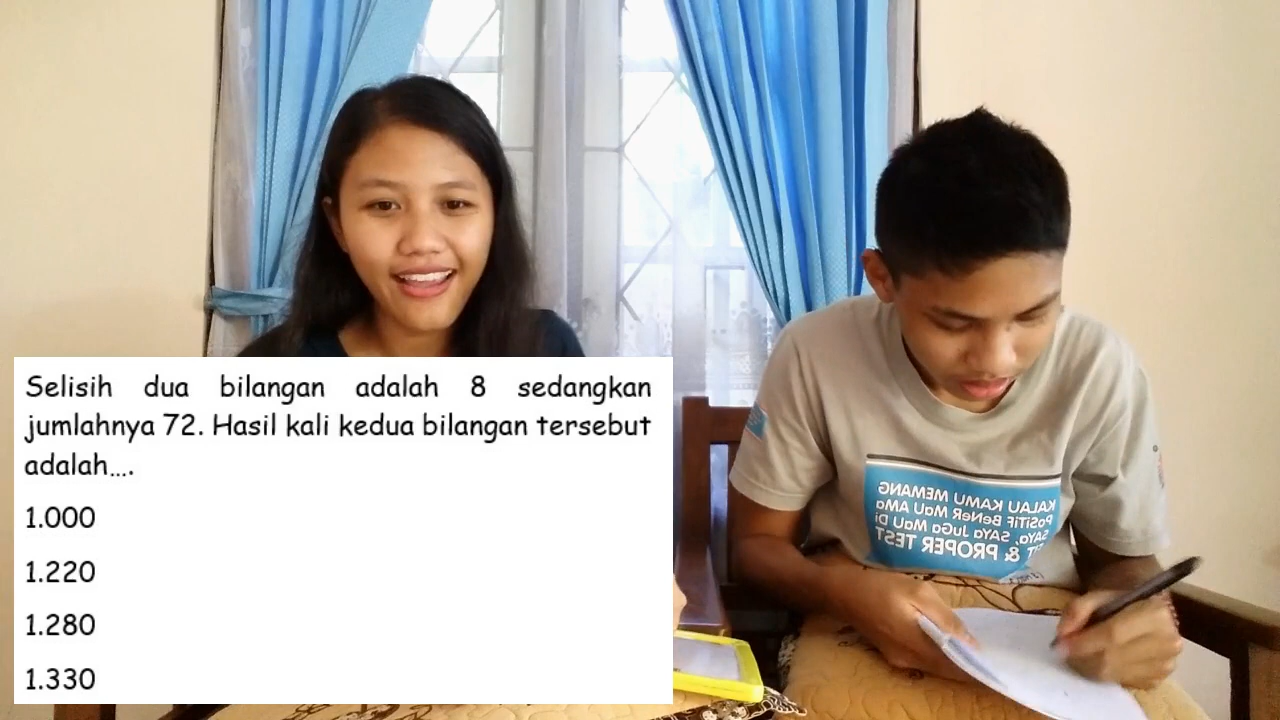 Selisih dua bilangan adalah 8 sedangkan
jumlahnya 72. Hasil kali kedua bilangan tersebut
adalah....
1.000
1.220
1.280
1.330
KALAU KAMU MEMANG
PoSiTiF BeNeR MaU AMa
SAYa, SAYa JuGa MaU Di
& PROPER TEST